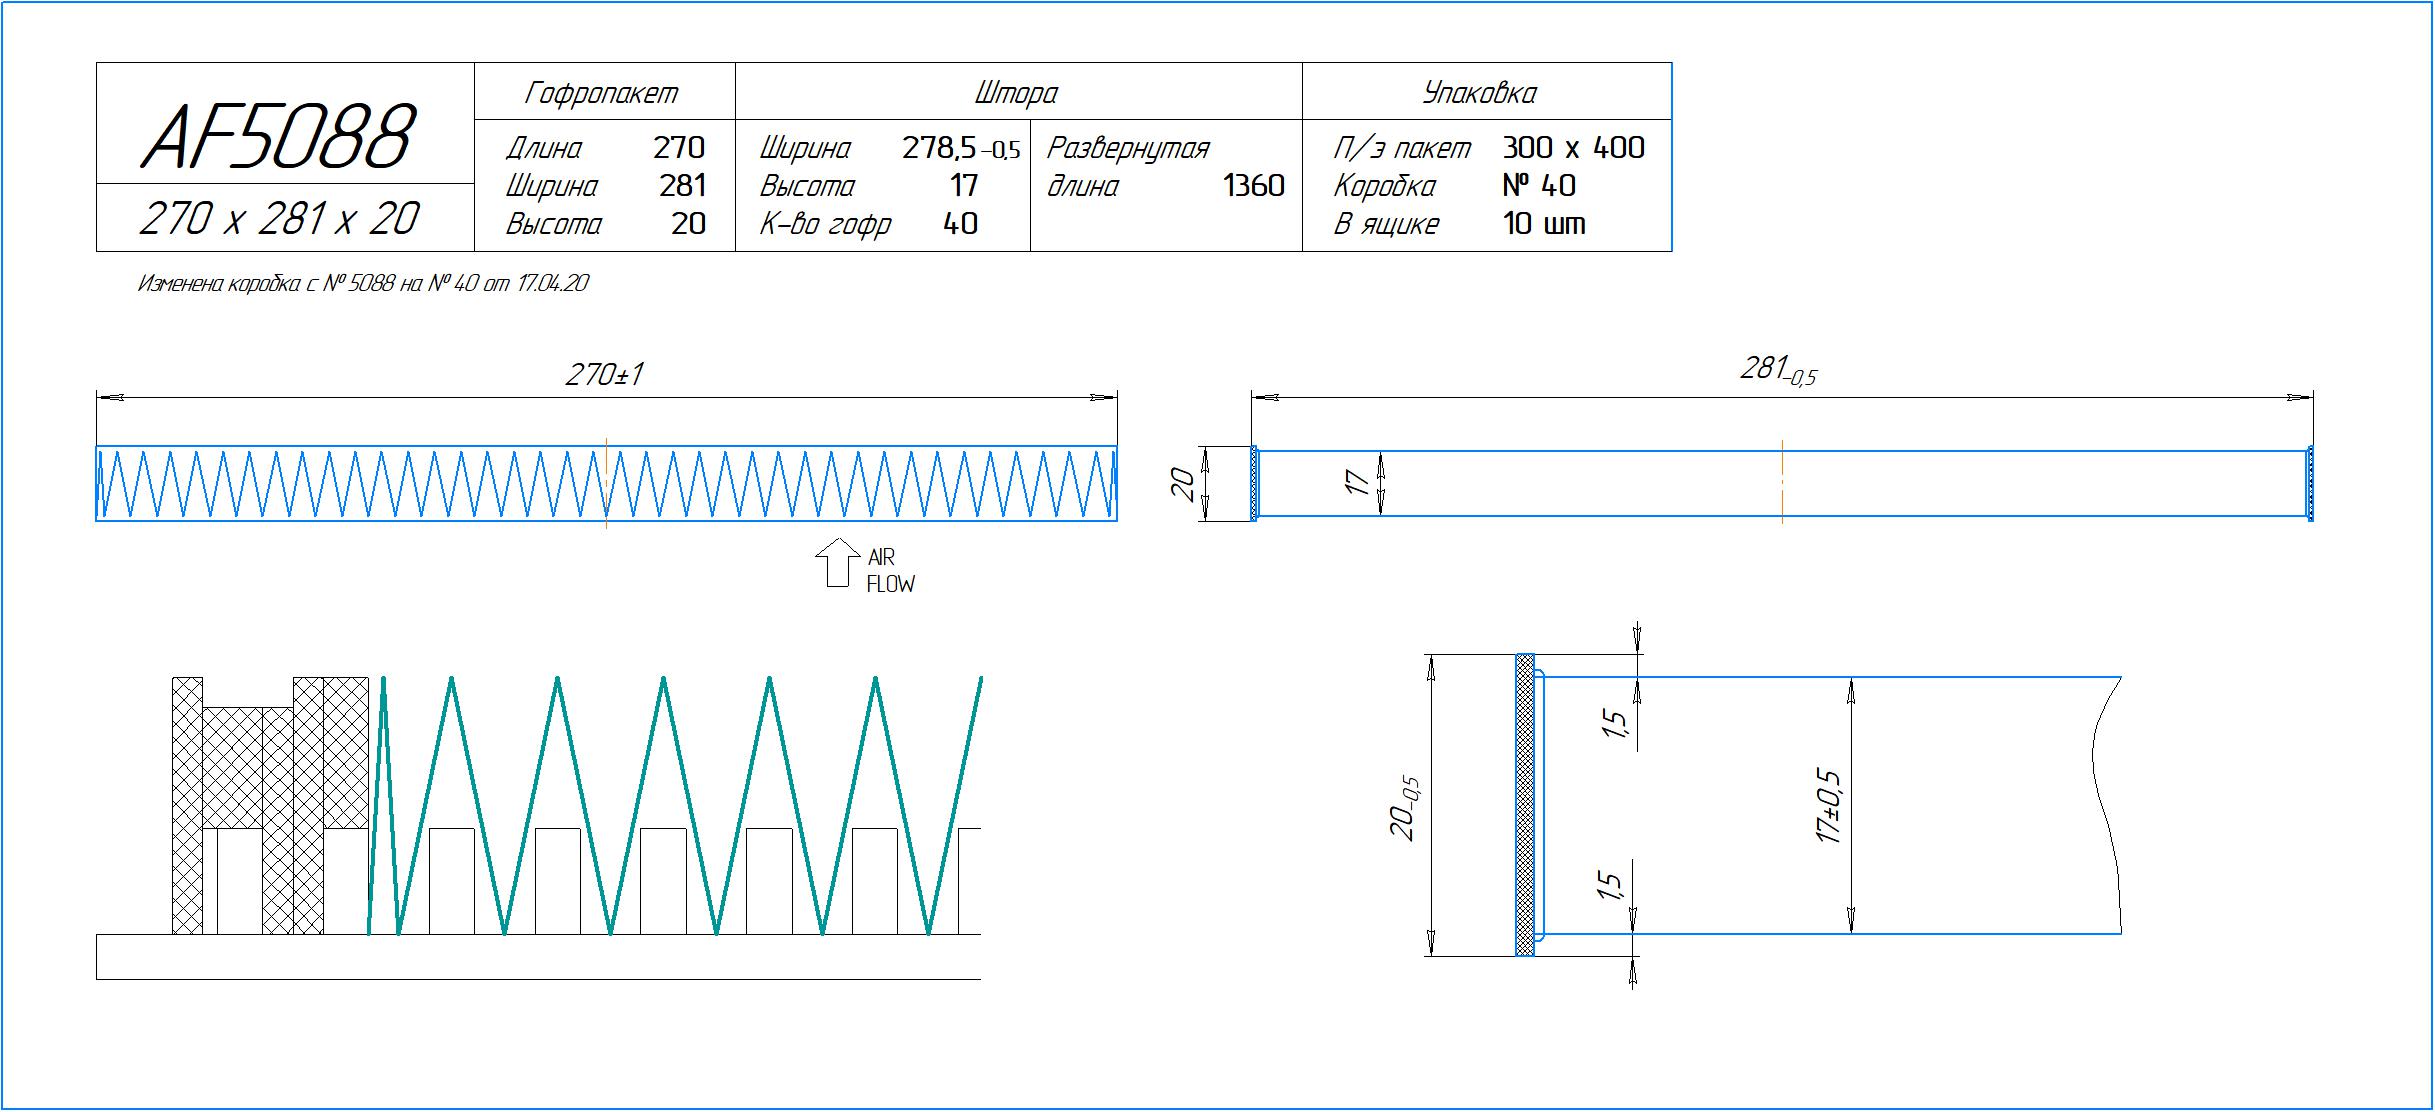 AF5088
270 x 281 x 20
Гофропакет
Длина 270
Ширина 281
Высота 20
Штора
Ширина 278,5 -0,5
Высота 17
К-во гофр 40
Развернутая
длина 1360
Упаковка
П/э пакет 300 x 400
Коробка № 40
В ящике 10 шт
Изменена коробка с № 5088 на № 40 от 17.04.20
270±1
281-0,5
20
17
AIR
FLOW
1,5
20-0,5
17±0,5
1,5